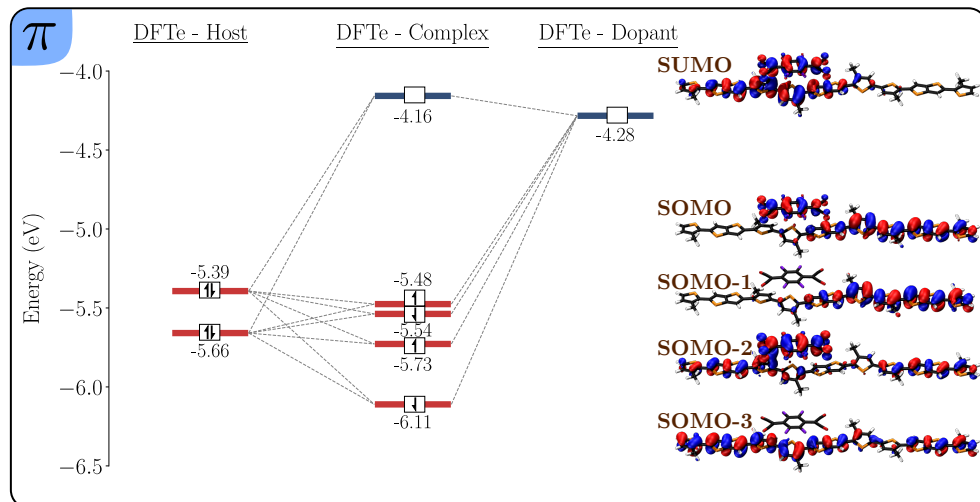 π
DFTe - Host
DFTe - Complex
DFTe - Dopant
Energy (eV)
−4.0
−4.5
−5.0
−5.5
−6.0
−6.5
-5.39
-5.66
-4.16
-5.48
-5.54
-5.73
-6.11
-4.28
SUMO
SOMO
SOMO-1
SOMO-2
SOMO-3